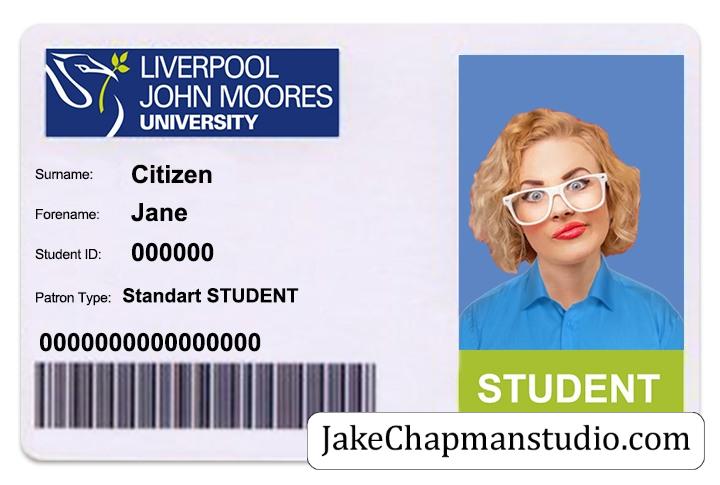 LIVERPOOL
JOHN MOORES
UNIVERSITY
Surname: Citizen
Forename: Jane
Student ID: 000000
Patron Type: Standart STUDENT
0000000000000000
STUDENT
JakeChapmanstudio.com